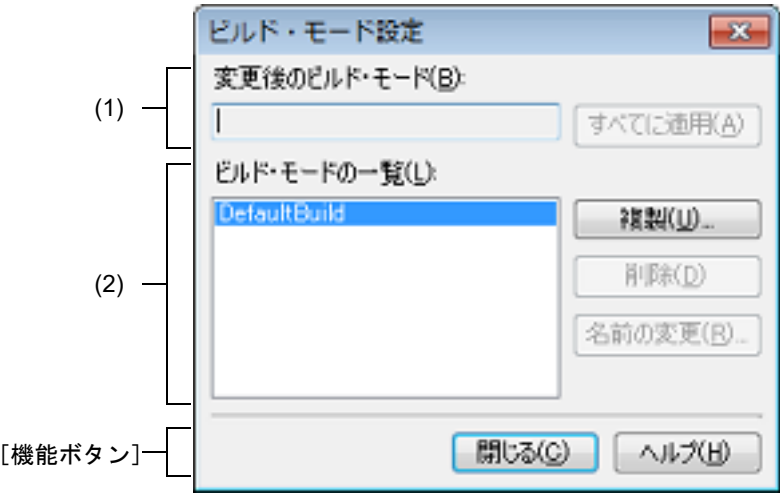 ビルド・モード設定
変更後のビルド・モード(B):
(1)
すべてに適用(A)
ビルド・モードの一覧(L):
DefaultBuild
複製(U)...
(2)
削除(D)
名前の変更(R)...
[機能ボタン]
閉じる(C)
ヘルプ(H)